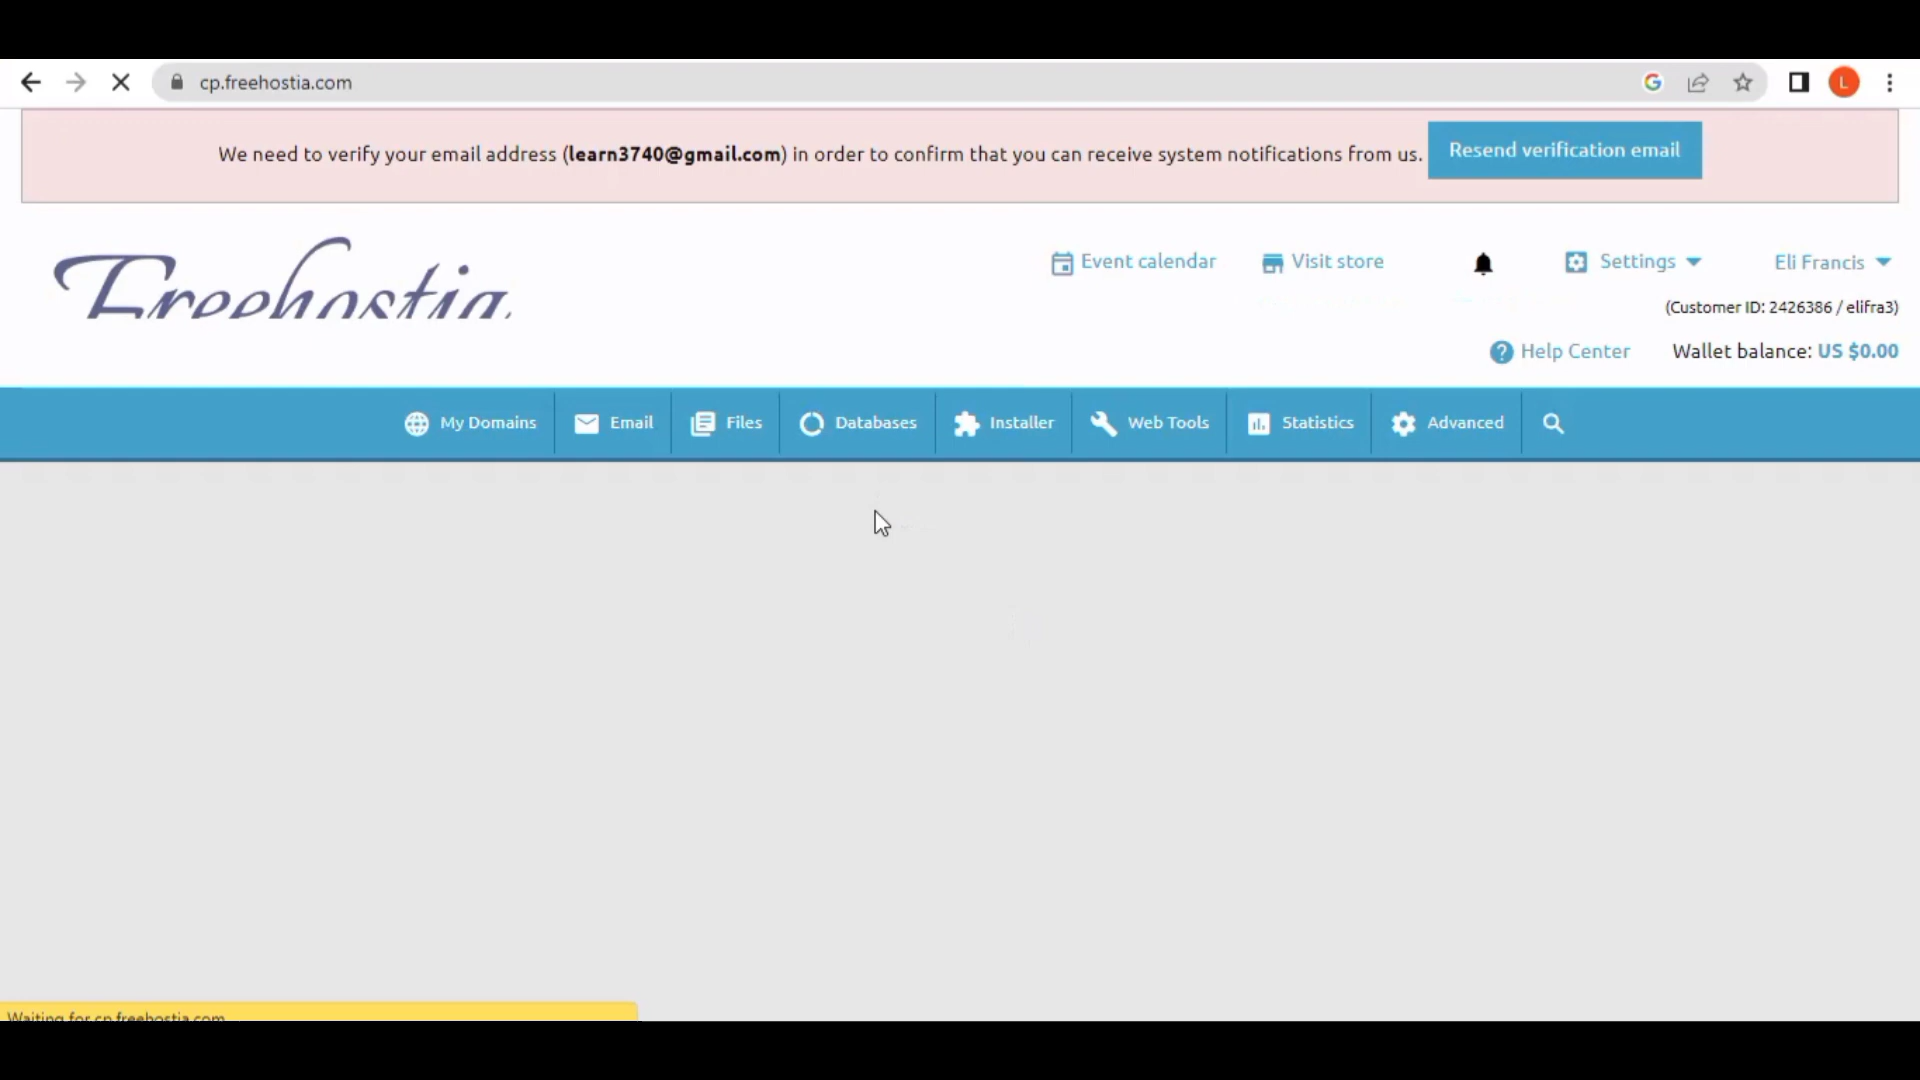 cp.freehostia.com
L
We need to verify your email address (learn3740@gmail.com) in order to confirm that you can receive system notifications from us. Resend verification email
Freehostia
Event calendar Visit store Settings Eli Francis
(Customer ID: 2426386 / elifra3)
Help Center Wallet balance: US $0.00
My Domains Email Files Databases Installer Web Tools Statistics Advanced
Waiting for cp.freehostia.com...